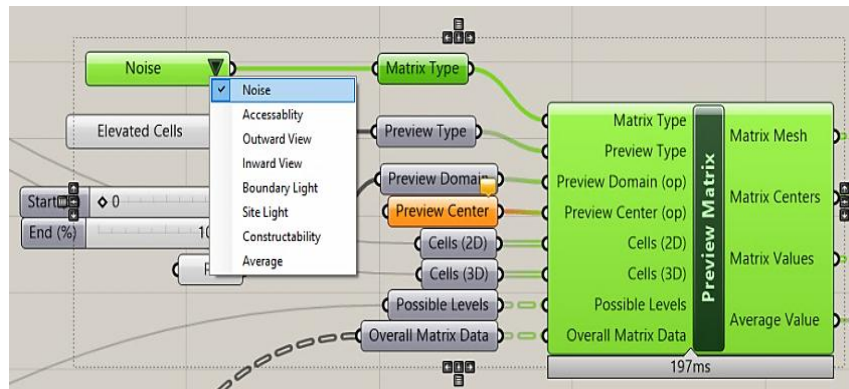 Noise
Noise
Accessablity
Outward View
Inward View
Boundary Light
Site Light
Constructability
Average
Elevated Cells
Start
0
End (%)
Matrix Type
Preview Type
Preview Domain
Preview Center
Cells (2D)
Cells (3D)
Possible Levels
Overall Matrix Data
Matrix Type
Preview Type
Preview Domain (op)
Preview Center (op)
Cells (2D)
Cells (3D)
Possible Levels
Overall Matrix Data
Preview Matrix
Matrix Mesh
Matrix Centers
Matrix Values
Average Value
197ms